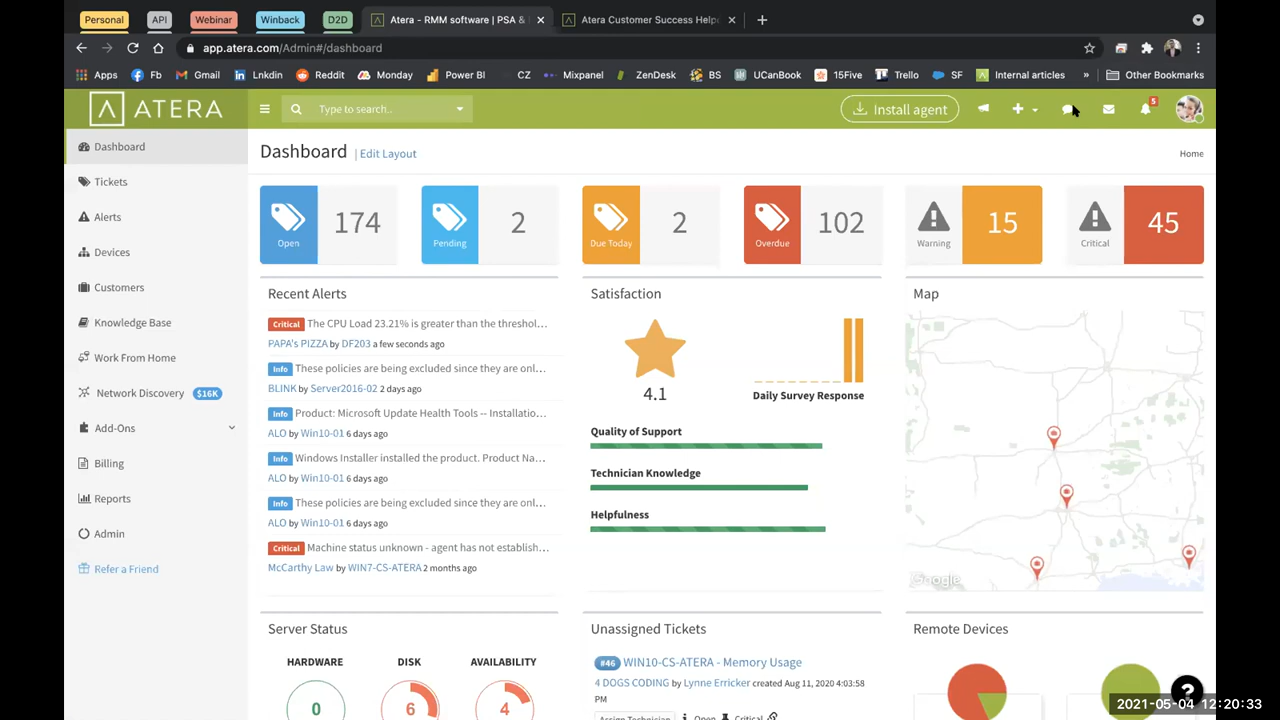 Personal API Webinar Winback D2D Atera - RMM software | PSA & Atera Customer Success Help
app.atera.com/Admin#/dashboard
Apps Fb Gmail Lnkdin Reddit Monday Power BI CZ Mixpanel ZenDesk BS UCarBook 15Five Trello SF Internal articles » Other Bookmarks
ATERA Type to search.. Install agent 5
Dashboard
Tickets
Alerts
Devices
Customers
Knowledge Base
Work From Home
Network Discovery $16K
Add-Ons
Billing
Reports
Admin
Refer a Friend
Dashboard | Edit Layout Home
Open 174
Pending 2
Due Today 2
Overdue 102
Warning 15
Critical 45
Recent Alerts
Critical The CPU Load 23.21% is greater than the threshol...
PAPA's PIZZA by DF203 a few seconds ago
Info These policies are being excluded since they are onl...
BLINK by Server2016-02 2 days ago
Info Product: Microsoft Update Health Tools -- Installatio...
ALO by Win10-01 6 days ago
Info Windows Installer installed the product. Product Na...
ALO by Win10-01 6 days ago
Info These policies are being excluded since they are onl...
ALO by Win10-01 6 days ago
Critical Machine status unknown - agent has not establish...
McCarthy Law by WIN7-CS-ATERA 2 months ago
Satisfaction
4.1
Daily Survey Response
Quality of Support
Technician Knowledge
Helpfulness
Map
Google
Server Status
HARDWARE DISK AVAILABILITY
0 6 4
Unassigned Tickets
#46 WIN10-CS-ATERA - Memory Usage
4 DOGS CODING by Lynne Erricker created Aug 11, 2020 4:03:58
PM
Assign Technician Open Critical
Remote Devices
?
2021-05-04 12:20:33